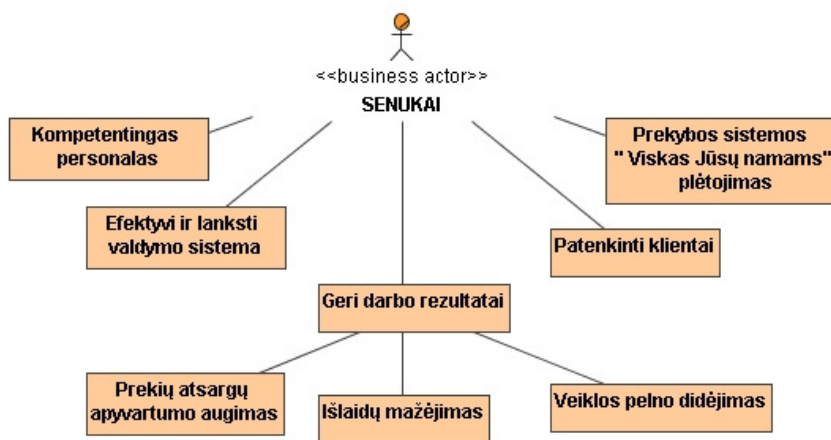 <<business actor>>
SENUKAI
Kompetentingas
personalas
Prekybos sistemos
" Viskas Jūsų namams"
plėtojimas
Efektyvi ir lanksti
valdymo sistema
Patenkinti klientai
Geri darbo rezultatai
Prekių atsargų
apyvartumo augimas
Išlaidų mažėjimas
Veiklos pelno didėjimas